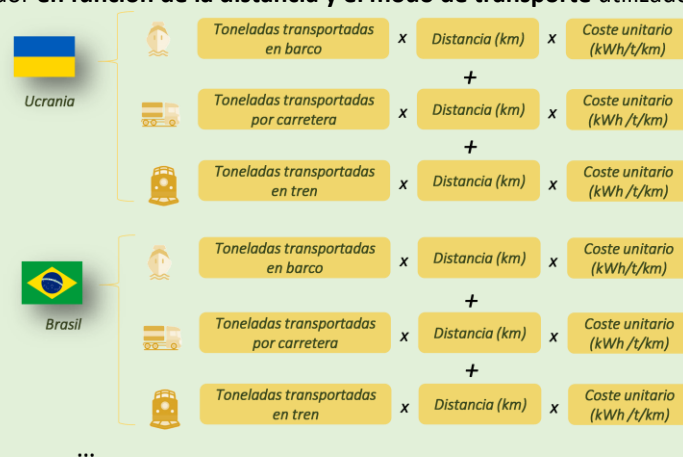 en función de la distancia y el modo de transporte utilizado
Toneladas transportadas
en barco
x
Distancia (km)
x
Coste unitario
(kWh/t/km)
+
Ucrania
Toneladas transportadas
por carretera
x
Distancia (km)
x
Coste unitario
(kWh /t/km)
+
Toneladas transportadas
en tren
x
Distancia (km)
x
Coste unitario
(kWh /t/km)
Toneladas transportadas
en barco
x
Distancia (km)
x
Coste unitario
(kWh/t/km)
+
Brasil
Toneladas transportadas
por carretera
x
Distancia (km)
x
Coste unitario
(kWh /t/km)
+
Toneladas transportadas
en tren
x
Distancia (km)
x
Coste unitario
(kWh /t/km)
...